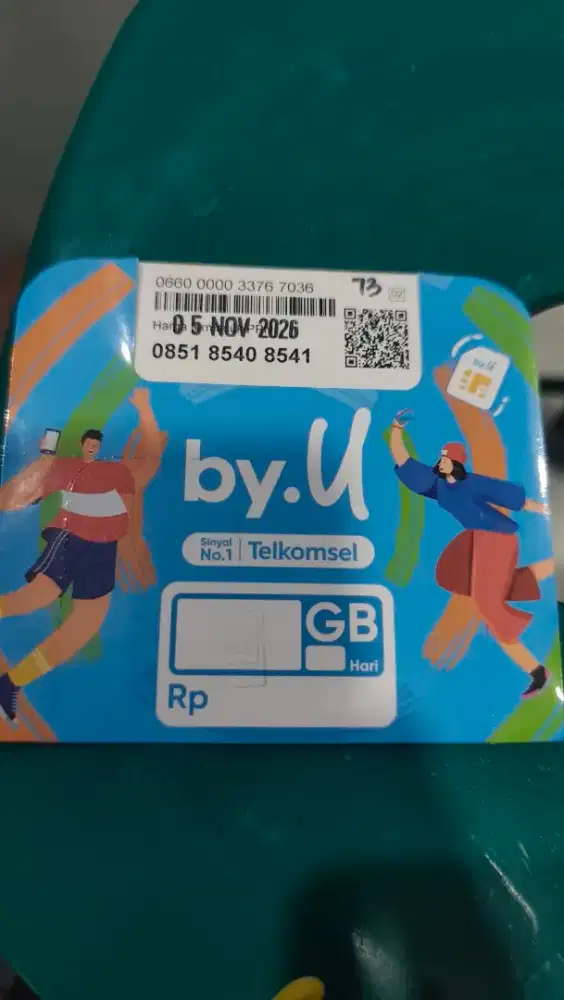 0660 0000 3376 7036
73
02
05 NOV 2026
0851 8540 8541
by.U
by.U
Sinyal
No.1
Telkomsel
GB
Hari
Rp